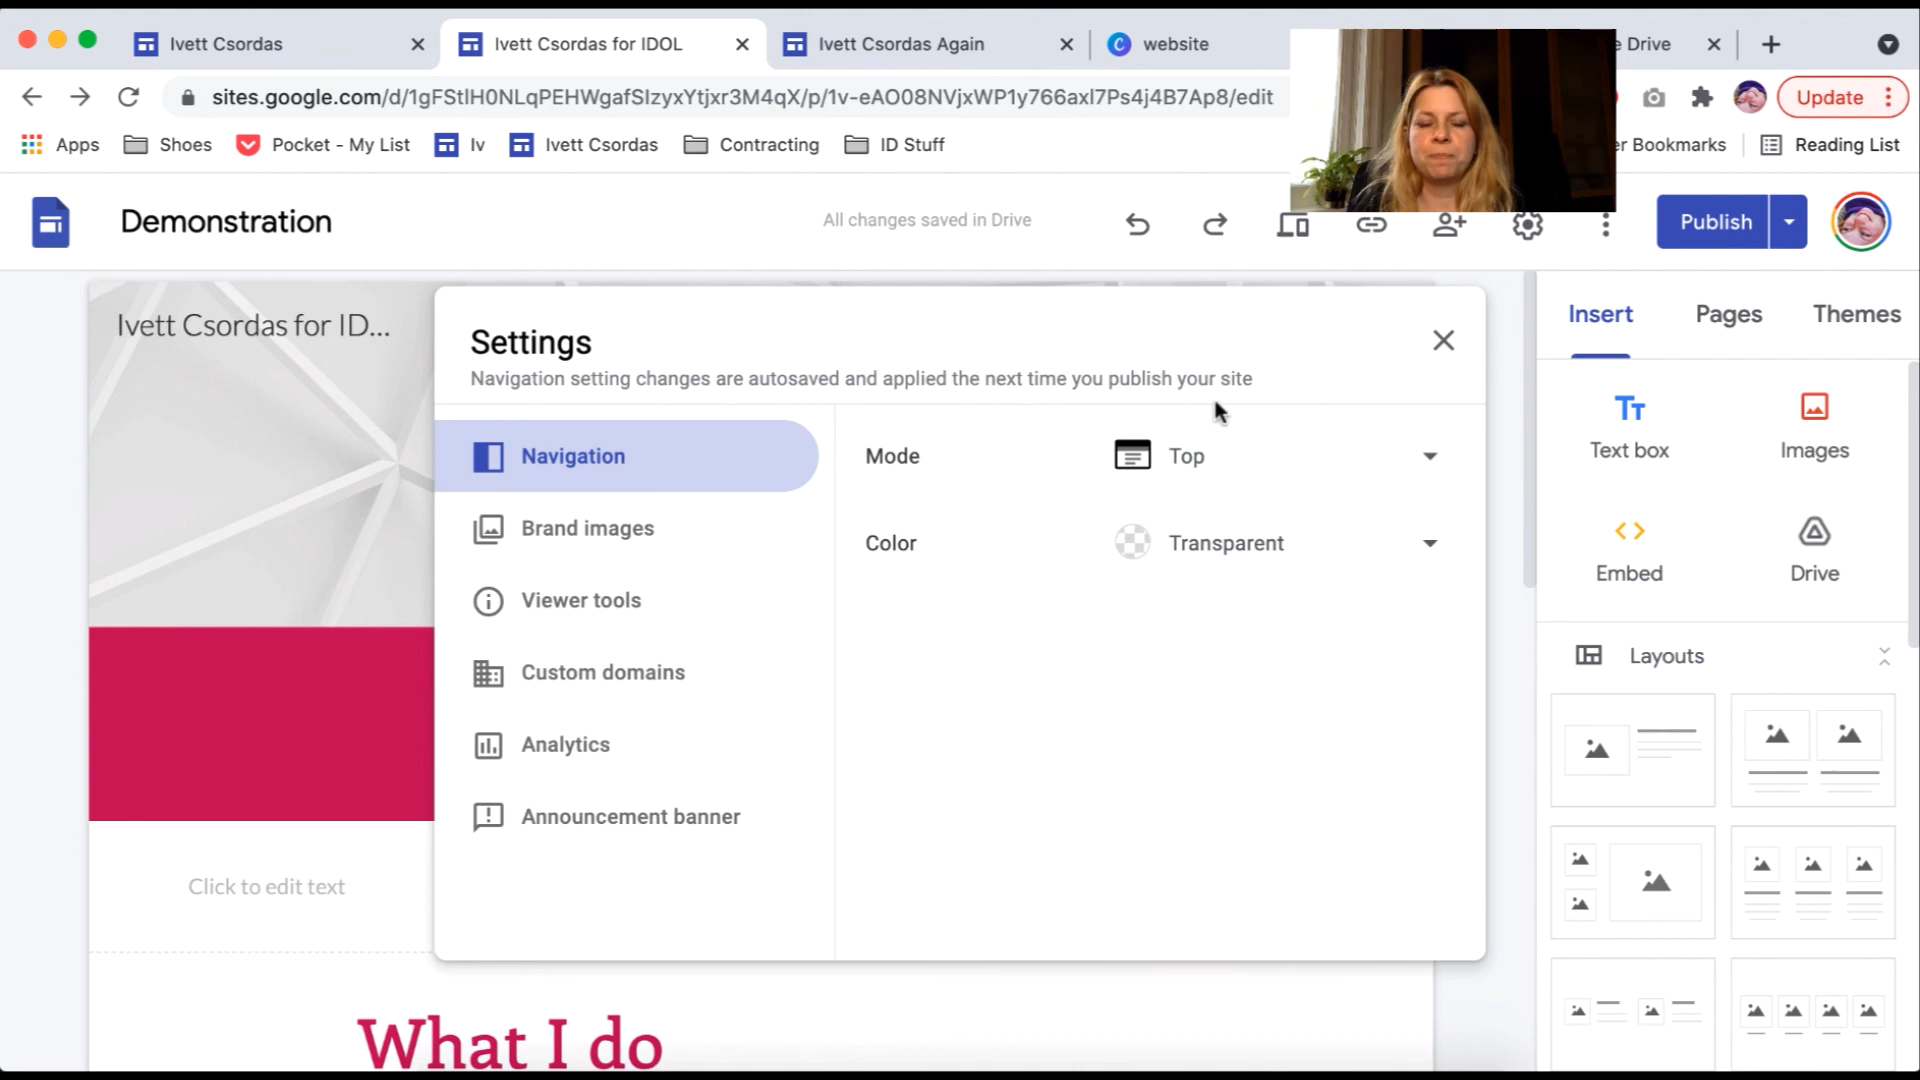 Ivett Csordas
Ivett Csordas for IDOL
Ivett Csordas Again
website
e Drive
sites.google.com/d/1gFStlH0NLqPEHWgafSIzyxYtjxr3M4qX/p/1v-eAO08NVjxWP1y766axl7Ps4j4B7Ap8/edit
Update
Apps
Shoes
Pocket - My List
Iv
Ivett Csordas
Contracting
ID Stuff
er Bookmarks
Reading List
Demonstration
All changes saved in Drive
Publish
Ivett Csordas for ID...
Settings
Navigation setting changes are autosaved and applied the next time you publish your site
Navigation
Brand images
Viewer tools
Custom domains
Analytics
Announcement banner
Mode
Top
Color
Transparent
Insert
Pages
Themes
Text box
Images
Embed
Drive
Layouts
Click to edit text
What I do